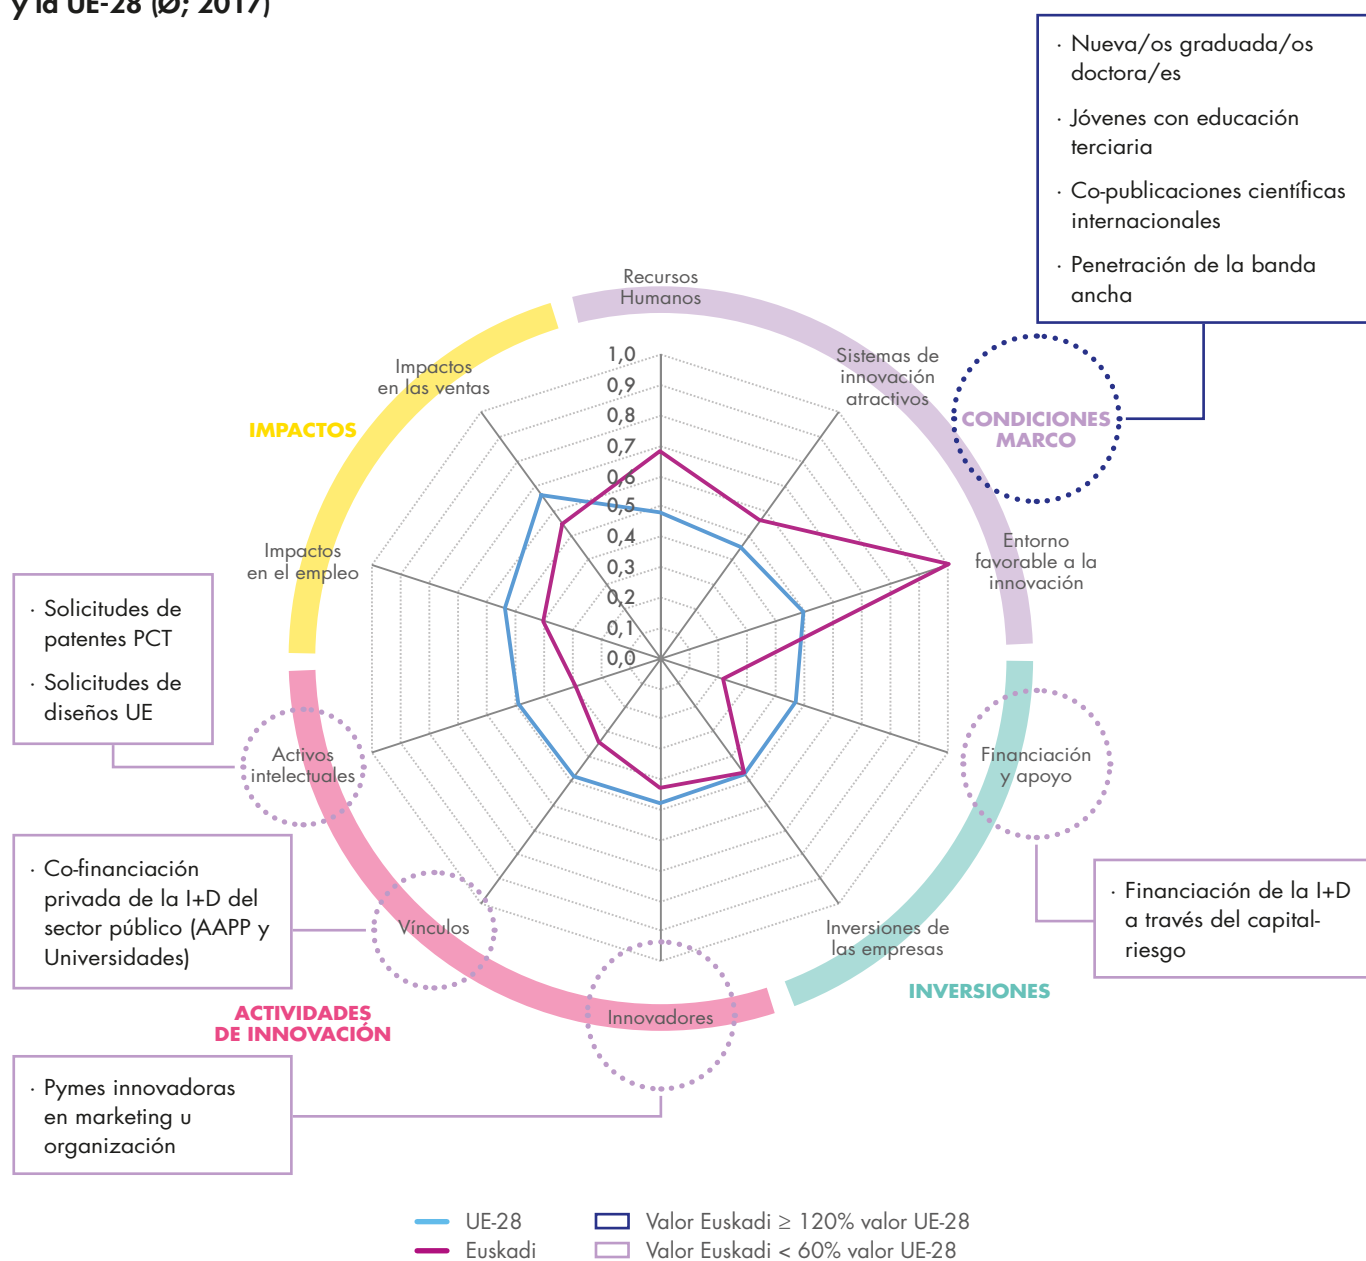 y la UE-28 (Ø; 2017)
· Nueva/os graduada/os
doctora/es
· Jóvenes con educación
terciaria
· Co-publicaciones científicas
internacionales
· Penetración de la banda
ancha
Recursos
Humanos
Sistemas de
innovación
atractivos
CONDICIONES
MARCO
Impactos
en las ventas
IMPACTOS
1,0
0,9
0,8
0,7
0,6
0,5
0,4
0,3
0,2
0,1
0,0
Entorno
favorable a la
innovación
Impactos
en el empleo
· Solicitudes de
patentes PCT
· Solicitudes de
diseños UE
Activos
intelectuales
Financiación
y apoyo
· Co-financiación
privada de la I+D del
sector público (AAPP y
Universidades)
Vínculos
Inversiones de
las empresas
· Financiación de la I+D
a través del capital-
riesgo
INVERSIONES
ACTIVIDADES
DE INNOVACIÓN
Innovadores
· Pymes innovadoras
en marketing u
organización
UE-28
Valor Euskadi ≥ 120% valor UE-28
Euskadi
Valor Euskadi < 60% valor UE-28